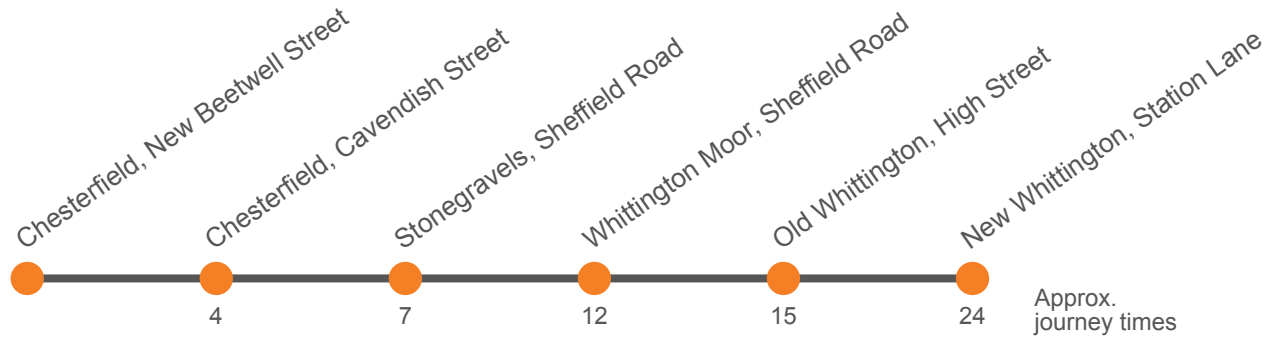 Chesterfield, New Beetwell Street
Chesterfield, Cavendish Street
Stonegravels, Sheffield Road
Whittington Moor, Sheffield Road
Old Whittington, High Street
New Whittington, Station Lane
4
7
12
15
24
Approx.
journey times